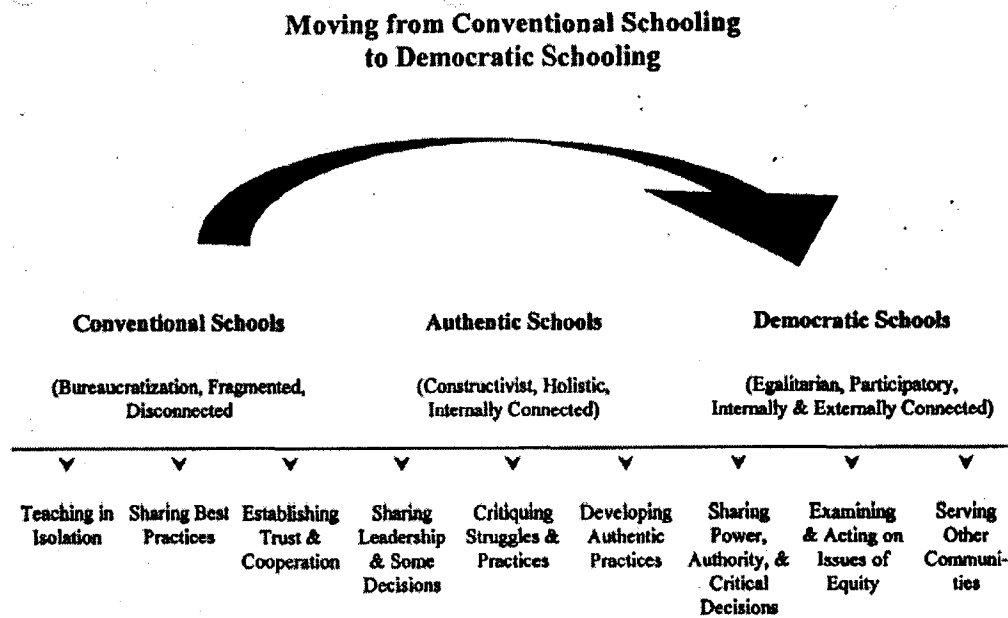 Moving from Conventional Schooling
to Democratic Schooling
Conventional Schools
(Bureaucratization, Fragmented,
Disconnected
Authentic Schools
(Constructivist, Holistic,
Internally Connected)
Democratic Schools
(Egalitarian, Participatory,
Internally & Externally Connected)
Teaching in
Isolation
Sharing Best
Practices
Establishing
Trust &
Cooperation
Sharing
Leadership
& Some
Decisions
Critiquing
Struggles &
Practices
Developing
Authentic
Practices
Sharing
Power,
Authority, &
Critical
Decisions
Examining
& Acting on
Issues of
Equity
Serving
Other
Communi-
ties